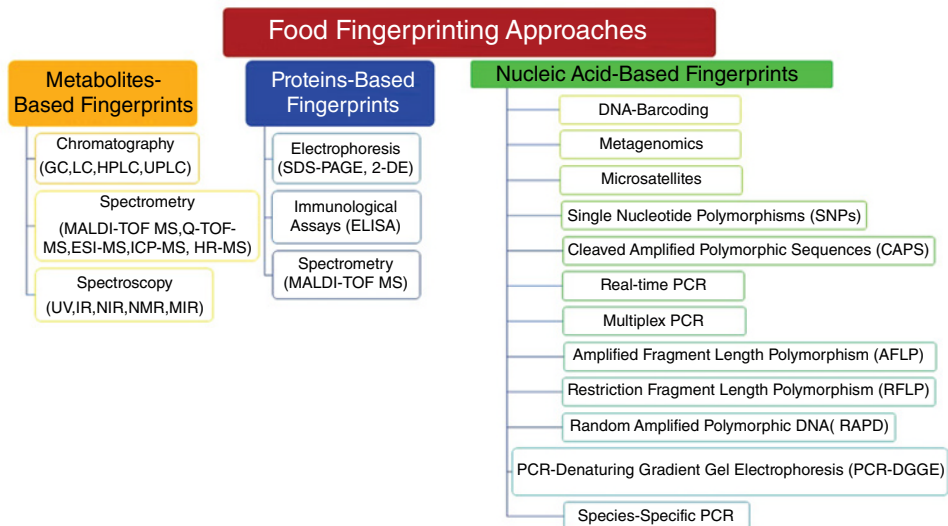 Food Fingerprinting Approaches
Metabolites-
Based Fingerprints
Chromatography
(GC,LC,HPLC,UPLC)
Spectrometry
(MALDI-TOF MS,Q-TOF-
MS,ESI-MS,ICP-MS, HR-MS)
Spectroscopy
(UV,IR,NIR,NMR,MIR)
Proteins-Based
Fingerprints
Electrophoresis
(SDS-PAGE, 2-DE)
Immunological
Assays (ELISA)
Spectrometry
(MALDI-TOF MS)
Nucleic Acid-Based Fingerprints
DNA-Barcoding
Metagenomics
Microsatellites
Single Nucleotide Polymorphisms (SNPs)
Cleaved Amplified Polymorphic Sequences (CAPS)
Real-time PCR
Multiplex PCR
Amplified Fragment Length Polymorphism (AFLP)
Restriction Fragment Length Polymorphism (RFLP)
Random Amplified Polymorphic DNA( RAPD)
PCR-Denaturing Gradient Gel Electrophoresis (PCR-DGGE)
Species-Specific PCR